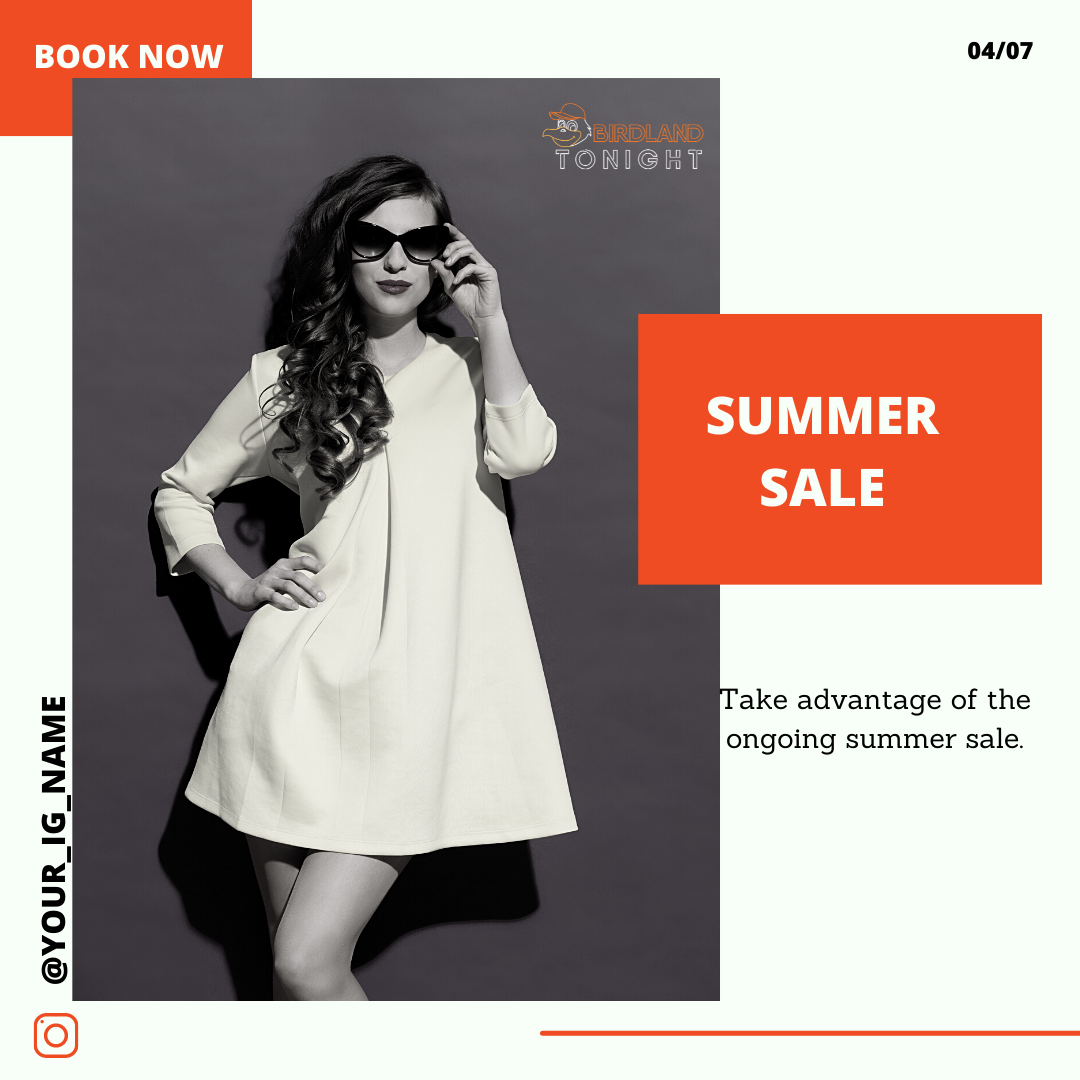 BOOK NOW
04/07
BIRDLAND
TONIGHT
SUMMER
SALE
Take advantage of the
ongoing summer sale.
@YOUR_IG_NAME